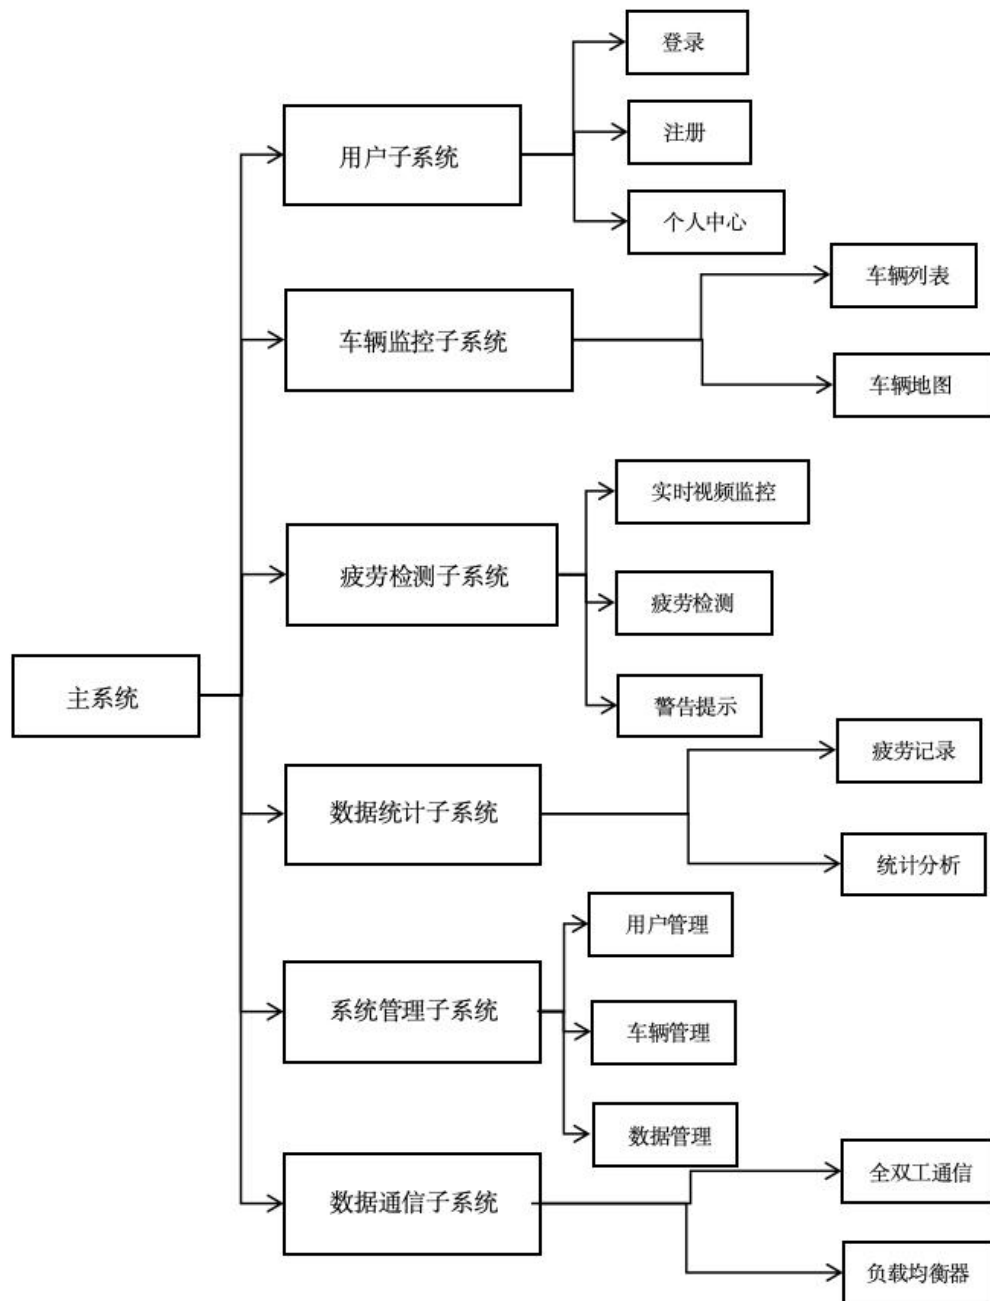 登录
注册
个人中心
用户子系统
车辆列表
车辆地图
车辆监控子系统
实时视频监控
疲劳检测
警告提示
疲劳检测子系统
主系统
疲劳记录
统计分析
数据统计子系统
用户管理
车辆管理
数据管理
系统管理子系统
全双工通信
负载均衡器
数据通信子系统